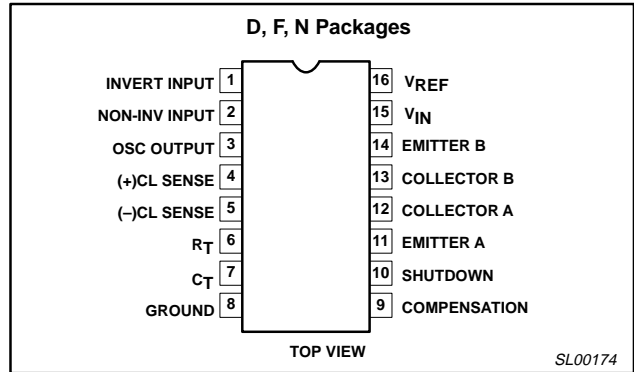 D, F, N Packages
INVERT INPUT 1
NON-INV INPUT 2
OSC OUTPUT 3
(+)CL SENSE 4
(–)CL SENSE 5
RT 6
CT 7
GROUND 8
16 VREF
15 VIN
14 EMITTER B
13 COLLECTOR B
12 COLLECTOR A
11 EMITTER A
10 SHUTDOWN
9 COMPENSATION
TOP VIEW
SL00174